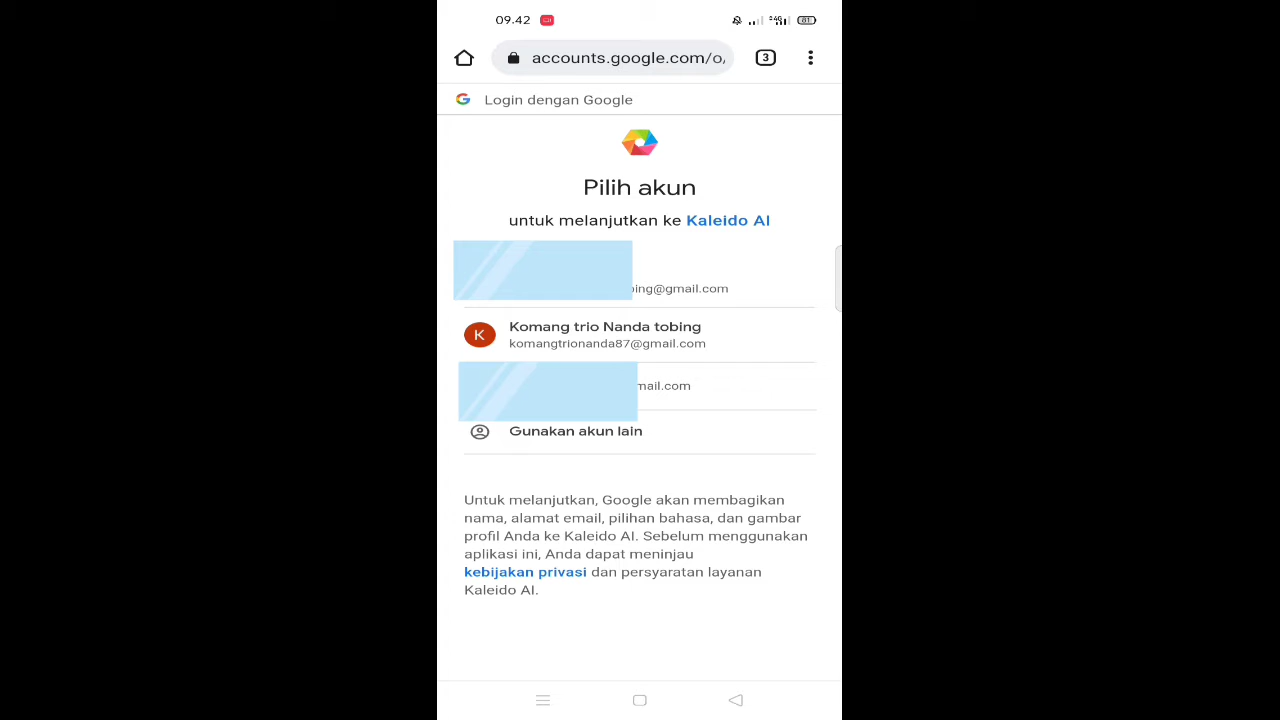 09.42
81
accounts.google.com/o/
3
Login dengan Google
Pilih akun
untuk melanjutkan ke Kaleido AI
ing@gmail.com
K
Komang trio Nanda tobing
komangtrionanda87@gmail.com
mail.com
Gunakan akun lain
Untuk melanjutkan, Google akan membagikan
nama, alamat email, pilihan bahasa, dan gambar
profil Anda ke Kaleido AI. Sebelum menggunakan
aplikasi ini, Anda dapat meninjau
kebijakan privasi dan persyaratan layanan
Kaleido AI.